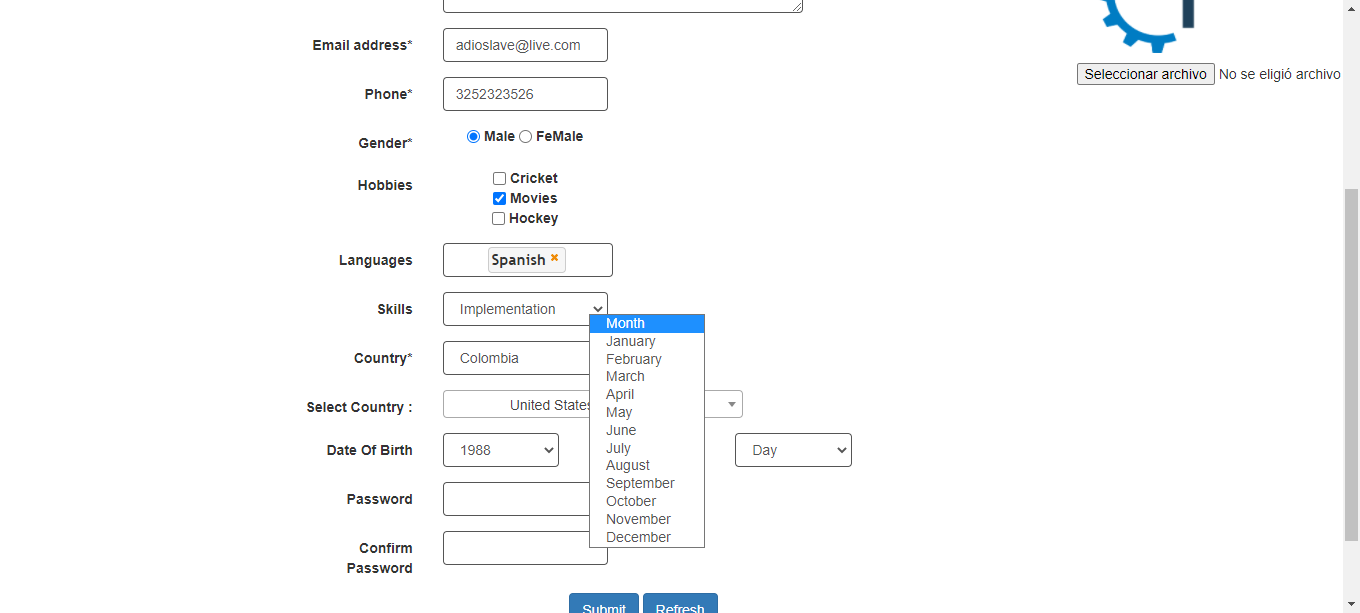 Email address* adioslave@live.com
Seleccionar archivo No se eligió archivo
Phone* 3252323526
Gender* Male FeMale
Hobbies Cricket
Movies
Hockey
Languages Spanish
Skills Implementation
Month
January
Country* Colombia
February
March
April
Select Country : United States
May
June
Date Of Birth 1988 July Day
August
September
Password
October
November
December
Confirm
Password
Submit Refresh